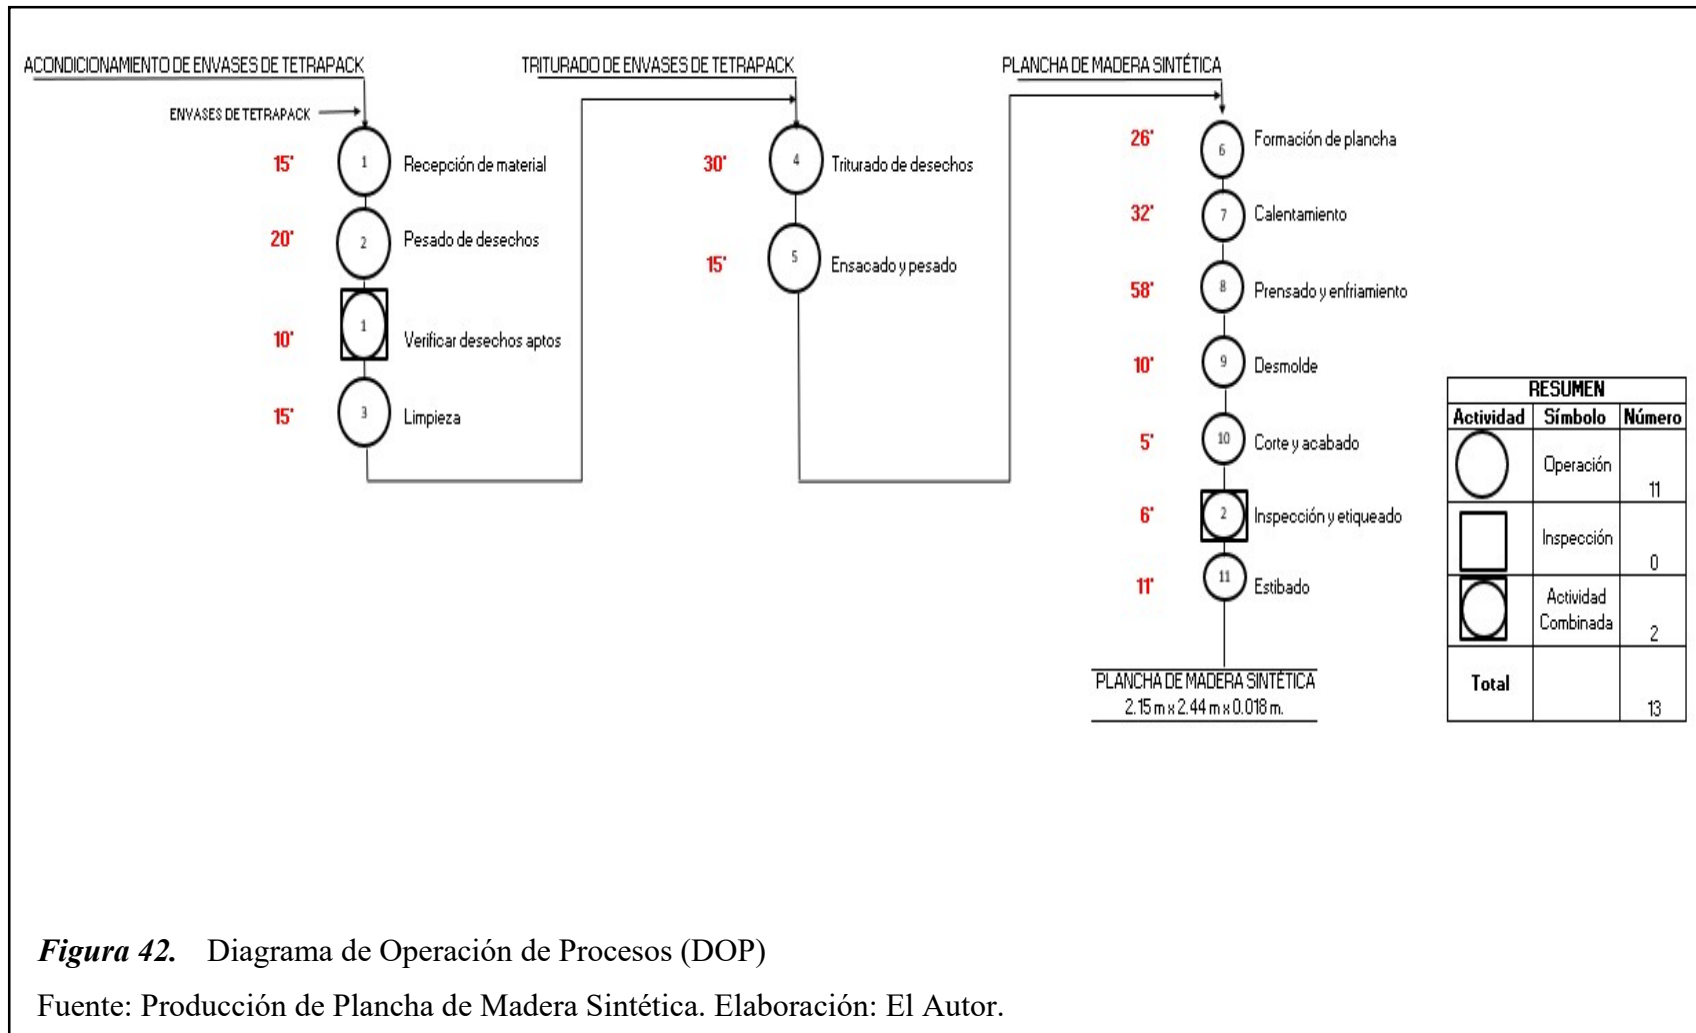 ACONDICIONAMIENTO DE ENVASES DE TETRAPACK
ENVASES DE TETRAPACK
15'
1
Recepción de material
20'
2
Pesado de desechos
10'
1
Verificar desechos aptos
15'
3
Limpieza
TRITURADO DE ENVASES DE TETRAPACK
30'
4
Triturado de desechos
15'
5
Ensacado y pesado
PLANCHA DE MADERA SINTÉTICA
26'
6
Formación de plancha
32'
7
Calentamiento
58'
8
Prensado y enfriamiento
10'
9
Desmolde
5'
10
Corte y acabado
6'
2
Inspección y etiqueado
11'
11
Estibado
PLANCHA DE MADERA SINTÉTICA
2.15 m x 2.44 m x 0.018 m.
RESUMEN
Actividad Símbolo Número
Operación 11
Inspección 0
Actividad
Combinada 2
Total 13
Figura 42. Diagrama de Operación de Procesos (DOP)
Fuente: Producción de Plancha de Madera Sintética. Elaboración: El Autor.